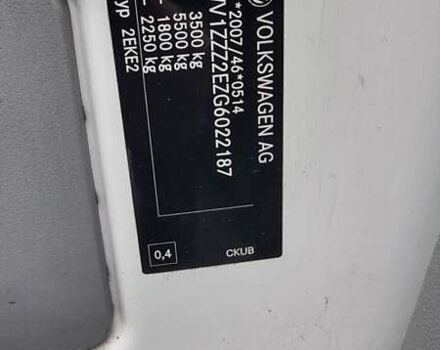 VOLKSWAGEN AG
*2007/46*0514
V1ZZZ2EZG6022187
3500 kg
5500 kg
1800 kg
2250 kg
2EKE2
0,4
CKUB